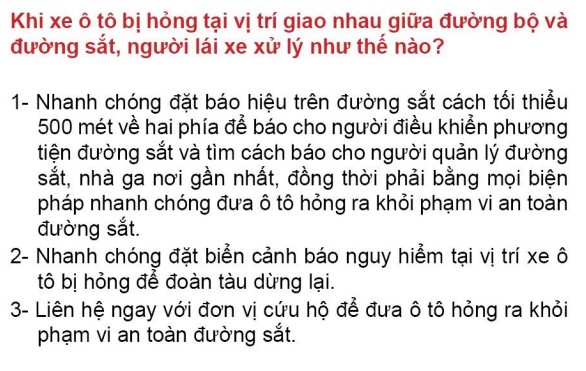 Khi xe ô tô bị hỏng tại vị trí giao nhau giữa đường bộ và
đường sắt, người lái xe xử lý như thế nào?
1- Nhanh chóng đặt báo hiệu trên đường sắt cách tối thiểu
500 mét về hai phía để báo cho người điều khiển phương
tiện đường sắt và tìm cách báo cho người quản lý đường
sắt, nhà ga nơi gần nhất, đồng thời phải bằng mọi biện
pháp nhanh chóng đưa ô tô hỏng ra khỏi phạm vi an toàn
đường sắt.
2- Nhanh chóng đặt biển cảnh báo nguy hiểm tại vị trí xe ô
tô bị hỏng để đoàn tàu dừng lại.
3- Liên hệ ngay với đơn vị cứu hộ để đưa ô tô hỏng ra khỏi
phạm vi an toàn đường sắt.